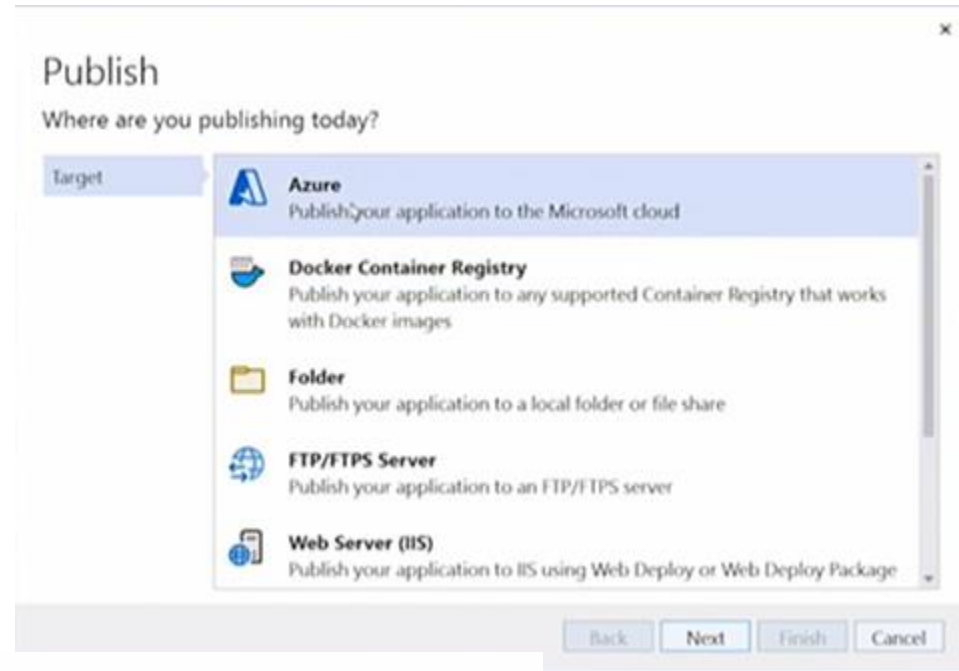 Publish
Where are you publishing today?
Target
Azure
Publish your application to the Microsoft cloud
Docker Container Registry
Publish your application to any supported Container Registry that works
with Docker images
Folder
Publish your application to a local folder or file share
FTP/FTPS Server
Publish your application to an FTP/FTPS server
Web Server (IIS)
Publish your application to IIS using Web Deploy or Web Deploy Package
Back Next Finish Cancel